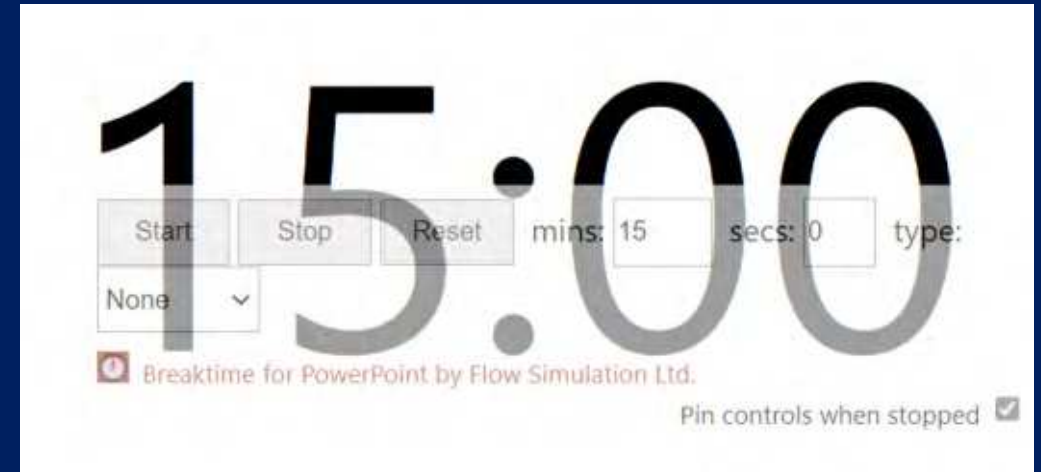 15:00
Start Stop Reset mins: 15 secs: 0 type:
None
Breaktime for PowerPoint by Flow Simulation Ltd.
Pin controls when stopped